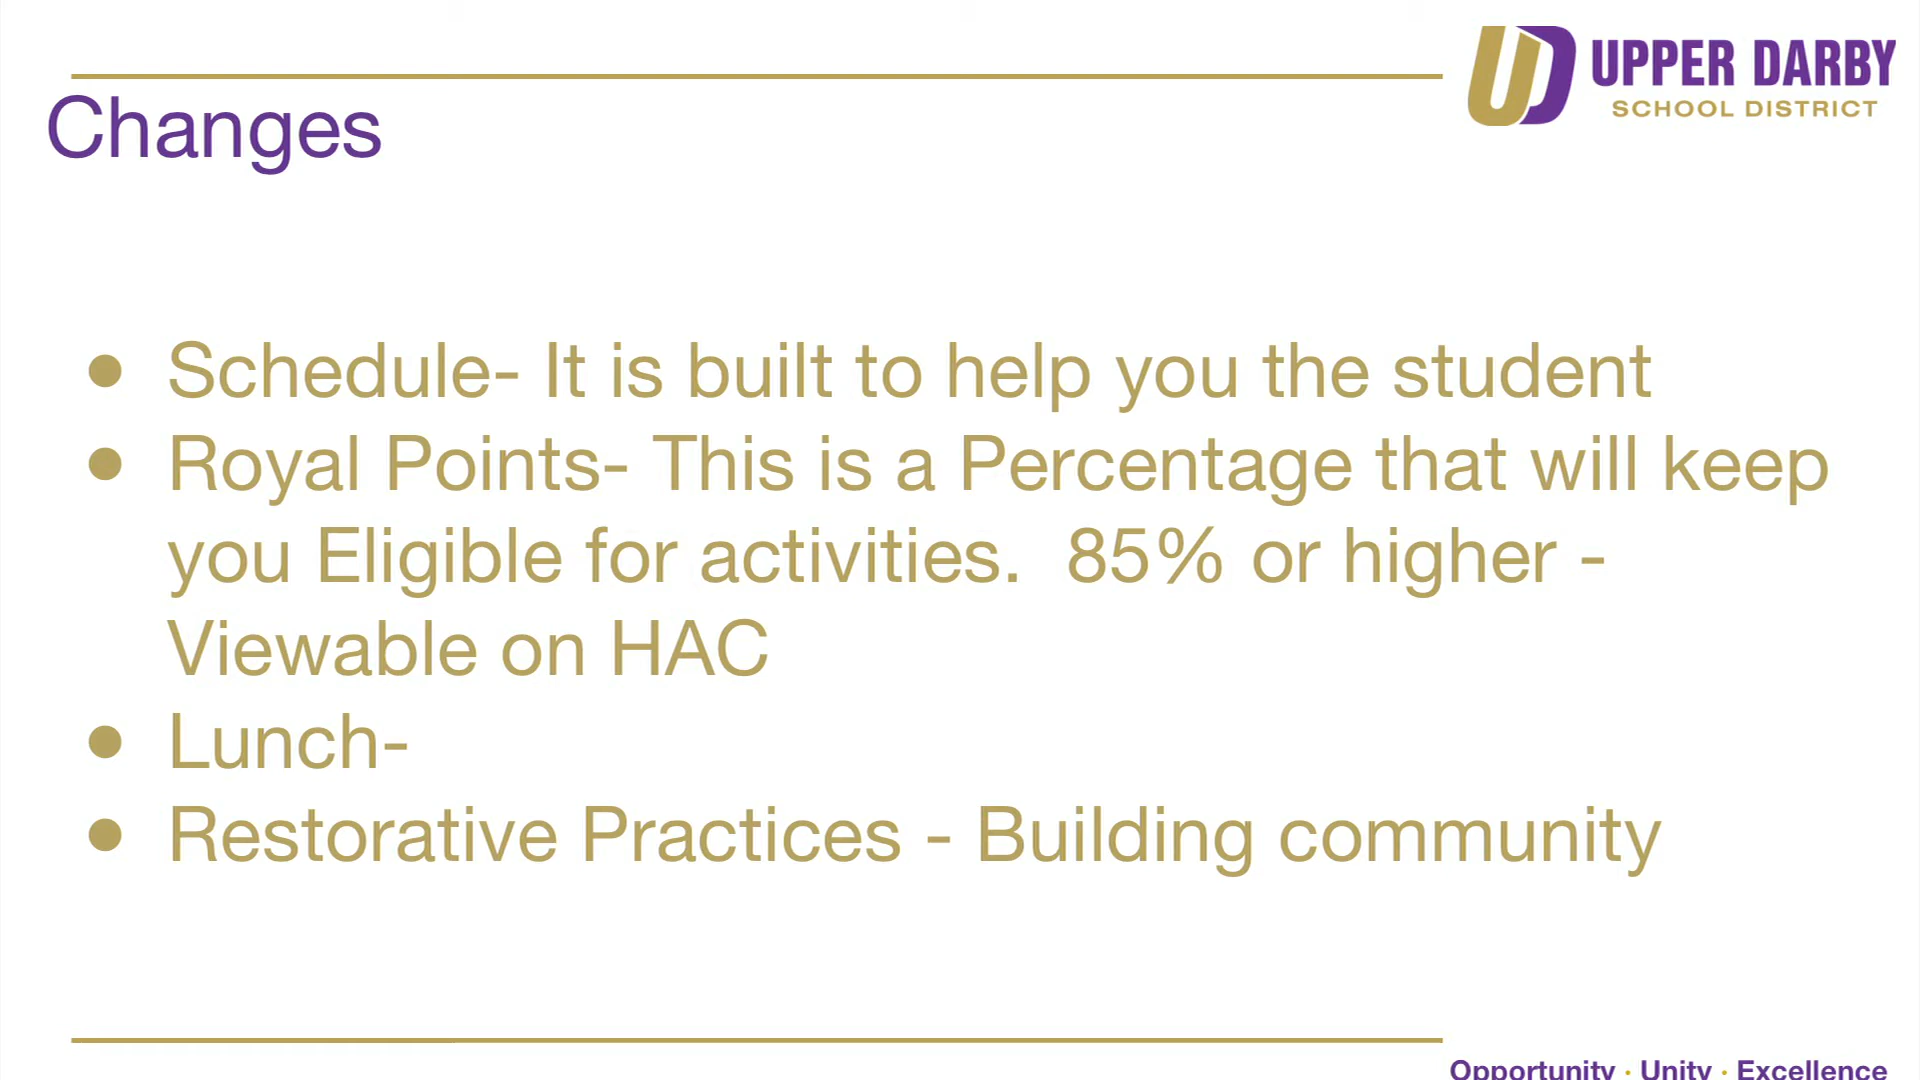 UPPER DARBY
SCHOOL DISTRICT
Changes
● Schedule- It is built to help you the student
● Royal Points- This is a Percentage that will keep
you Eligible for activities.  85% or higher -
Viewable on HAC
● Lunch-
● Restorative Practices - Building community
Opportunity · Unity · Excellence